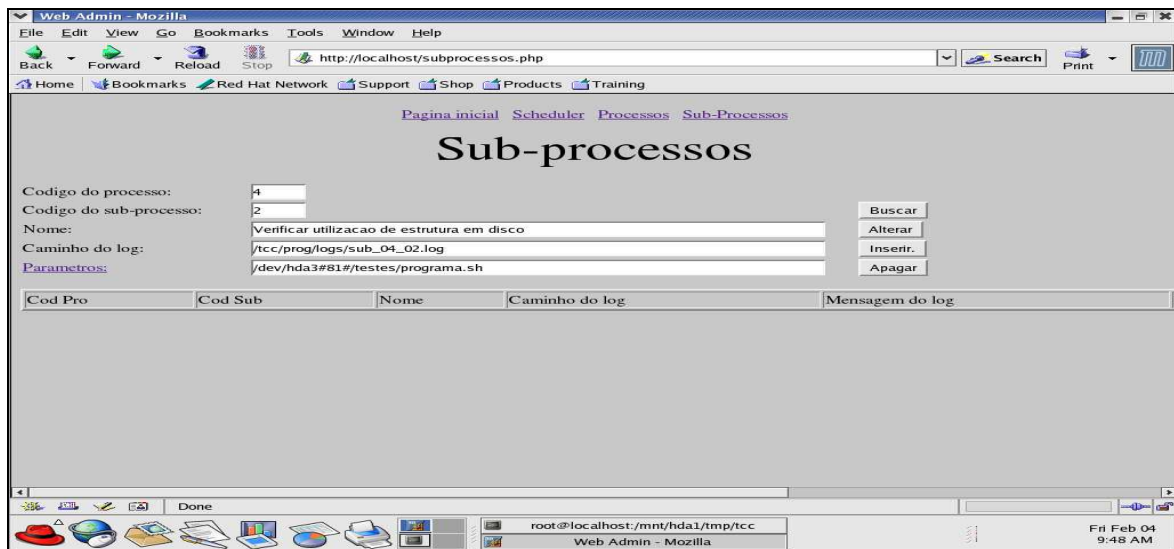 Web Admin - Mozilla
File Edit View Go Bookmarks Tools Window Help
Back Forward Reload Stop http://localhost/subprocessos.php Search Print
Home Bookmarks Red Hat Network Support Shop Products Training
Pagina inicial Scheduler Processos Sub-Processos
Sub-processos
Codigo do processo: 4
Codigo do sub-processo: 2 Buscar
Nome: Verificar utilizacao de estrutura em disco Alterar
Caminho do log: /tcc/prog/logs/sub_04_02.log Inserir.
Parametros: /dev/hda3#81#/testes/programa.sh Apagar
Cod Pro Cod Sub Nome Caminho do log Mensagem do log
Done
root@localhost:/mnt/hda1/tmp/tcc
Web Admin - Mozilla
Fri Feb 04
9:48 AM